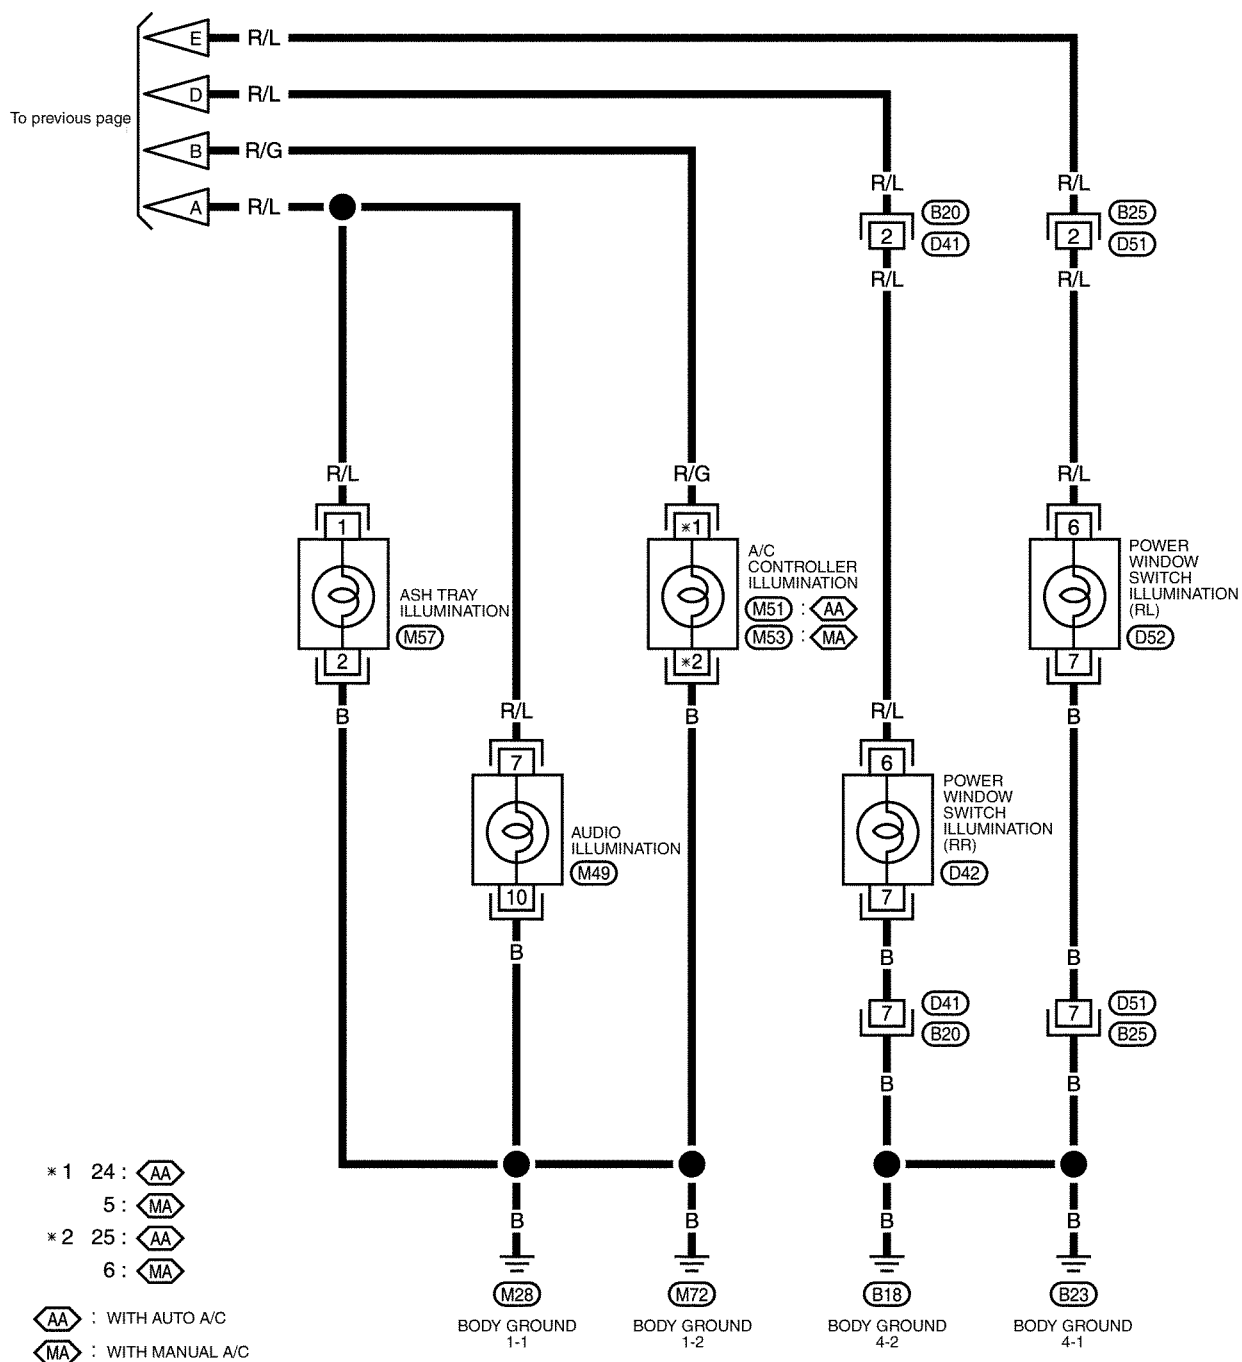 E R/L
D R/L
To previous page
B R/G
A R/L
R/L
R/L
B20
B25
2
D41
2
D51
R/L
R/L
R/L
R/G
R/L
1
*1
6
A/C
CONTROLLER
ILLUMINATION
M51 : AA
M53 : MA
POWER
WINDOW
SWITCH
ILLUMINATION
(RL)
D52
ASH TRAY
ILLUMINATION
M57
2
*2
7
B
B
B
R/L
R/L
7
6
AUDIO
ILLUMINATION
M49
POWER
WINDOW
SWITCH
ILLUMINATION
(RR)
D42
10
7
B
B
B
7
D41
B20
7
D51
B25
B
B
*1 24 : AA
5 : MA
*2 25 : AA
6 : MA
AA : WITH AUTO A/C
MA : WITH MANUAL A/C
B
B
B
B
M28
M72
B18
B23
BODY GROUND
1-1
BODY GROUND
1-2
BODY GROUND
4-2
BODY GROUND
4-1